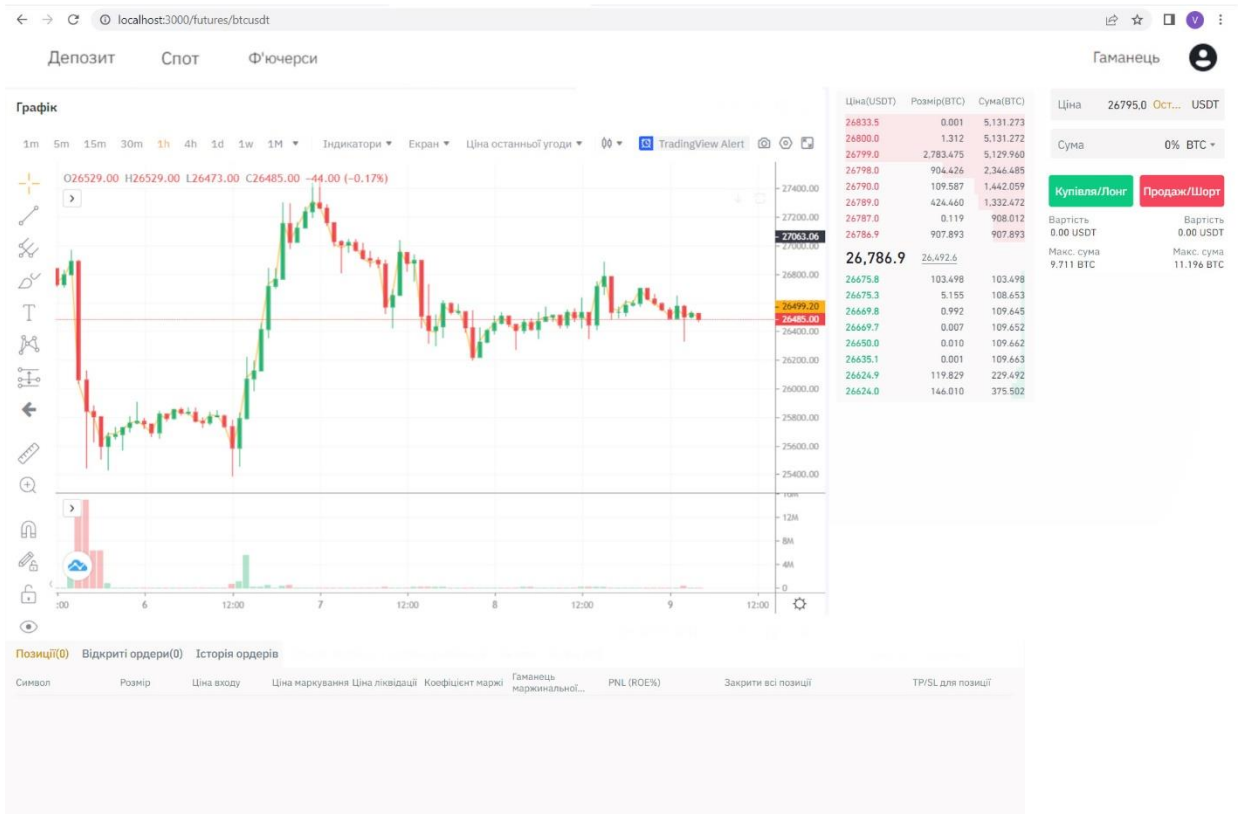 localhost:3000/futures/btcusdt
V
Депозит Спот Ф'ючерси Гаманець
Графік
1m 5m 15m 30m 1h 4h 1d 1w 1M Індикатори Екран Ціна останньої угоди TradingView Alert
O26529.00 H26529.00 L26473.00 C26485.00 -44.00 (-0.17%)
27400.00
27200.00
27063.06
27000.00
26800.00
26499.20
26485.00
26400.00
26200.00
26000.00
25800.00
25600.00
25400.00
12M
8M
4M
0
:00 6 12:00 7 12:00 8 12:00 9 12:00
Ціна(USDT) Розмір(BTC) Сума(BTC)
26833.5 0.001 5,131.273
26800.0 1.312 5,131.272
26799.0 2,783.475 5,129.960
26798.0 904.426 2,346.485
26790.0 109.587 1,442.059
26789.0 424.460 1,332.472
26787.0 0.119 908.012
26786.9 907.893 907.893
26,786.9 26,492.6
26675.8 103.498 103.498
26675.3 5.155 108.653
26669.8 0.992 109.645
26669.7 0.007 109.652
26650.0 0.010 109.662
26635.1 0.001 109.663
26624.9 119.829 229.492
26624.0 146.010 375.502
Ціна 26795,0 Ост... USDT
Сума 0% BTC
Купівля/Лонг Продаж/Шорт
Вартість Вартість
0.00 USDT 0.00 USDT
Макс. сума Макс. сума
9.711 BTC 11.196 BTC
Позиції(0) Відкриті ордери(0) Історія ордерів
Символ Розмір Ціна входу Ціна маркування Ціна ліквідації Коефіцієнт маржі Гаманець маржинальної... PNL (ROE%) Закрити всі позиції TP/SL для позиції